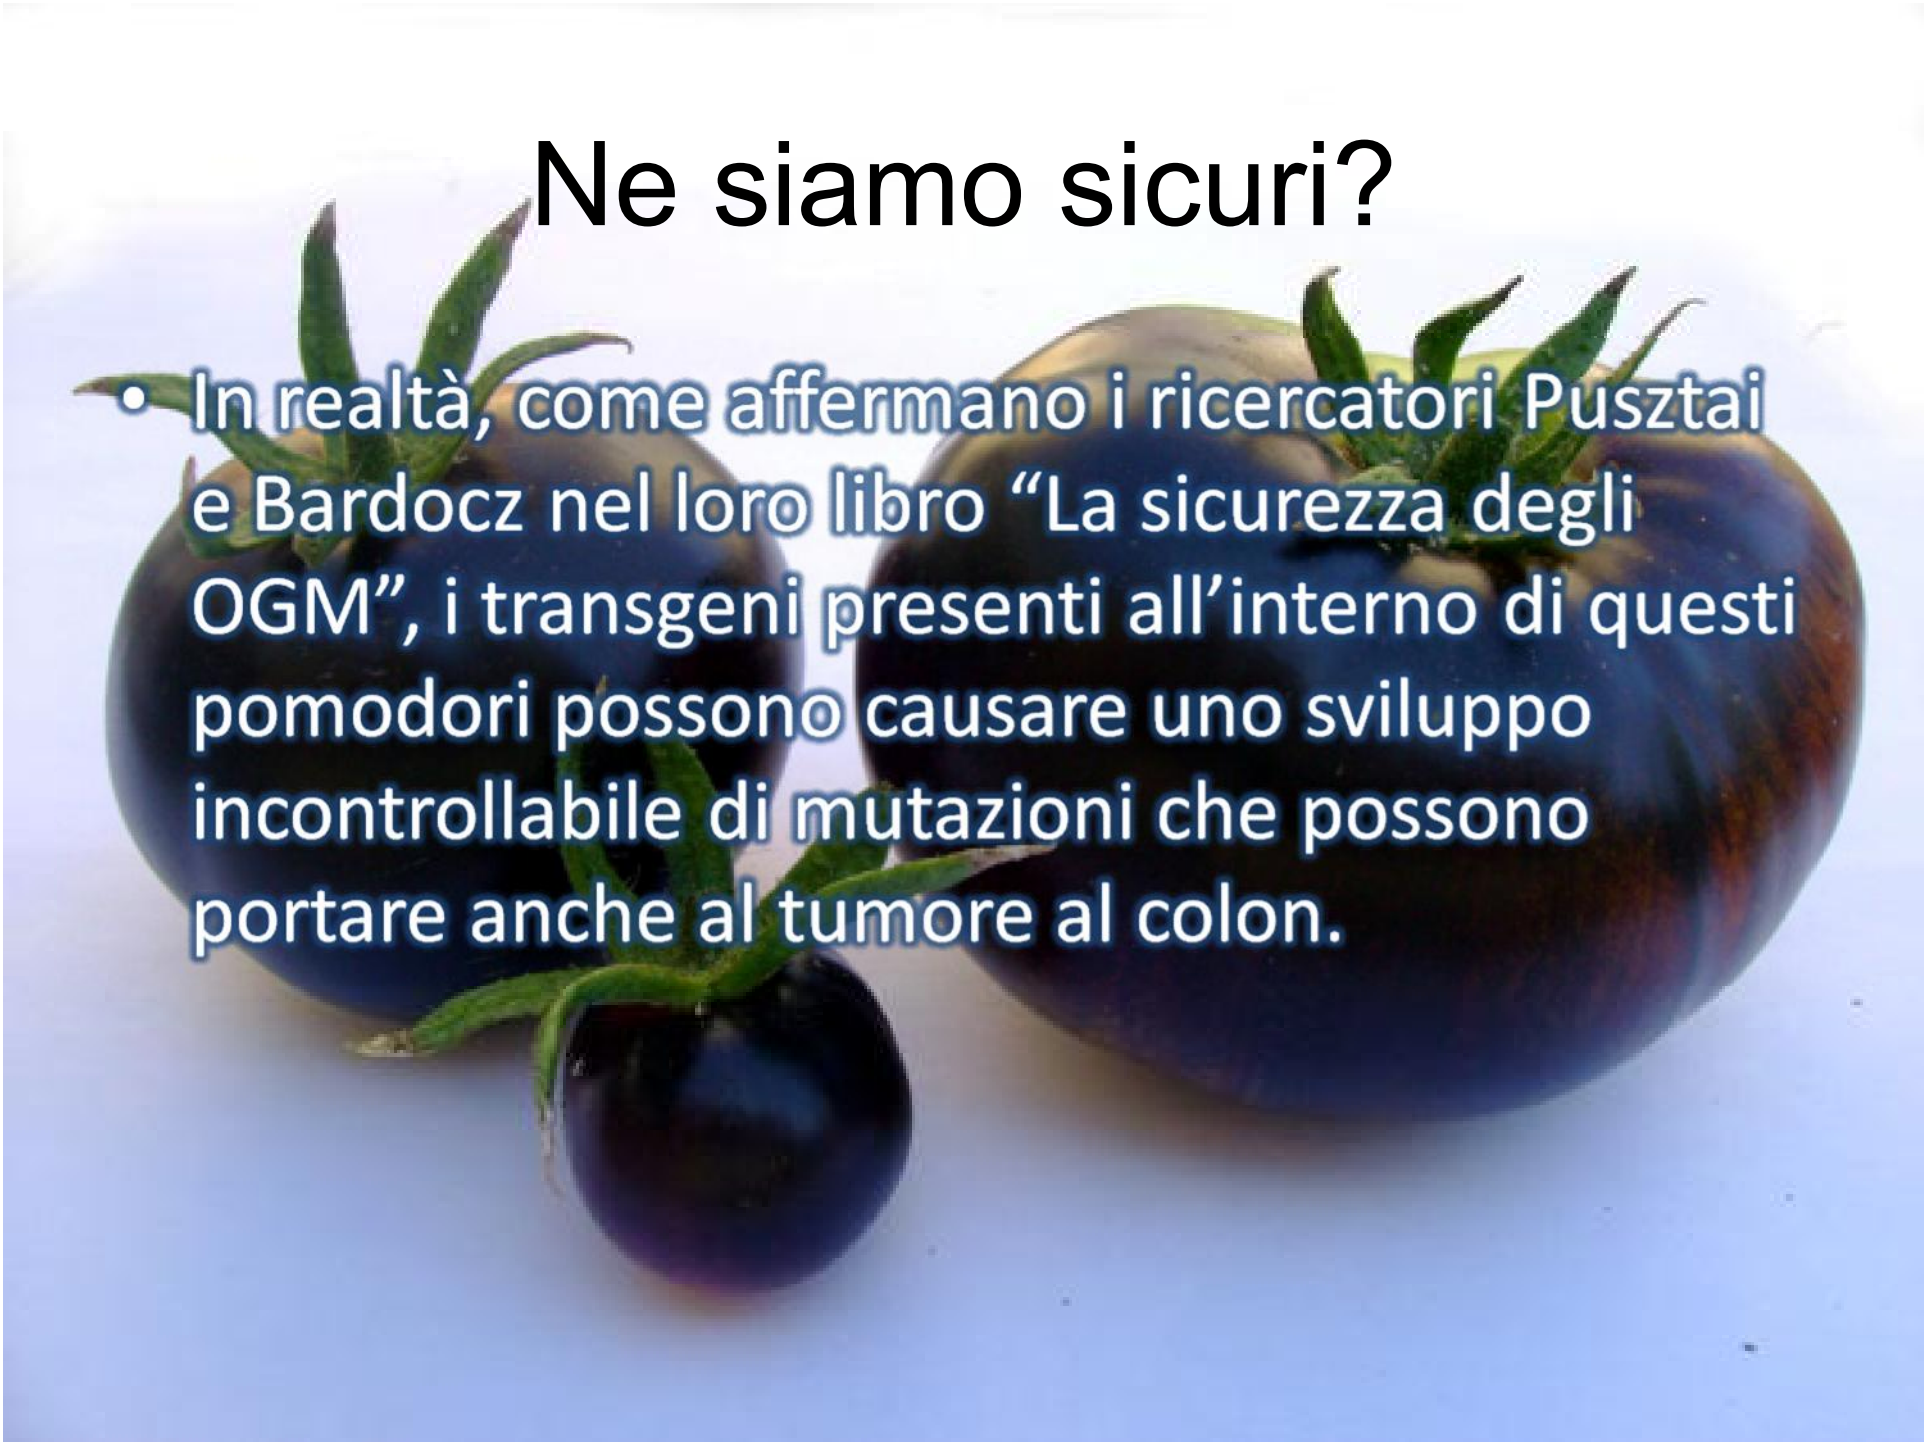 Ne siamo sicuri?
• In realtà, come affermano i ricercatori Pusztai
e Bardocz nel loro libro “La sicurezza degli
OGM”, i transgeni presenti all’interno di questi
pomodori possono causare uno sviluppo
incontrollabile di mutazioni che possono
portare anche al tumore al colon.